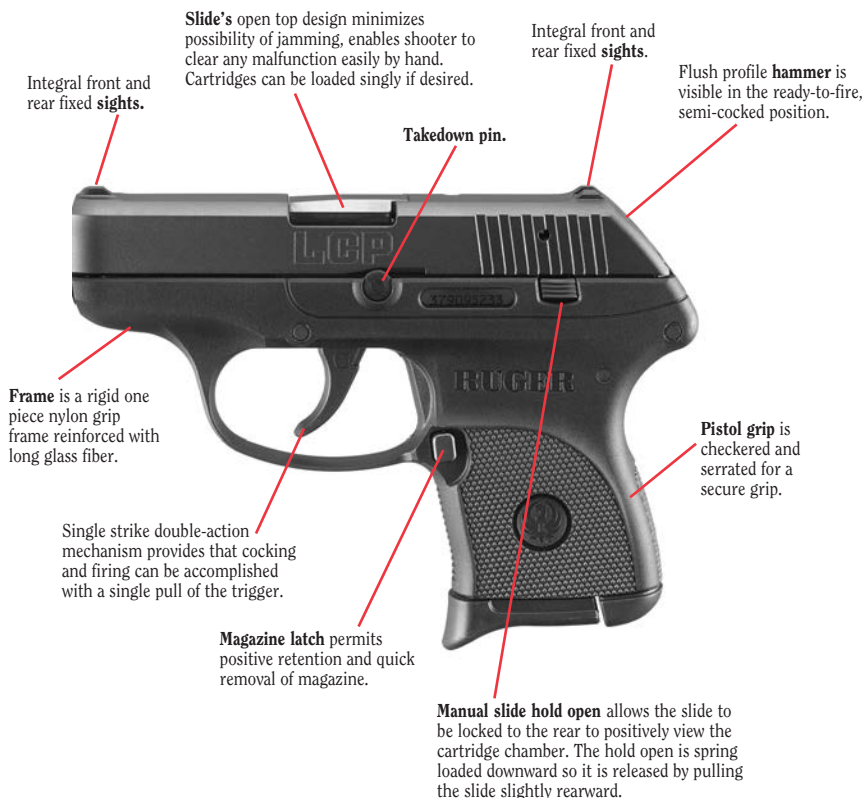 Slide's open top design minimizes
possibility of jamming, enables shooter to
clear any malfunction easily by hand.
Cartridges can be loaded singly if desired.
Integral front and
rear fixed sights.
Integral front and
rear fixed sights.
Flush profile hammer is
visible in the ready-to-fire,
semi-cocked position.
Takedown pin.
LCP
RUGER
Frame is a rigid one
piece nylon grip
frame reinforced with
long glass fiber.
Pistol grip is
checkered and
serrated for a
secure grip.
Single strike double-action
mechanism provides that cocking
and firing can be accomplished
with a single pull of the trigger.
Magazine latch permits
positive retention and quick
removal of magazine.
Manual slide hold open allows the slide to
be locked to the rear to positively view the
cartridge chamber. The hold open is spring
loaded downward so it is released by pulling
the slide slightly rearward.